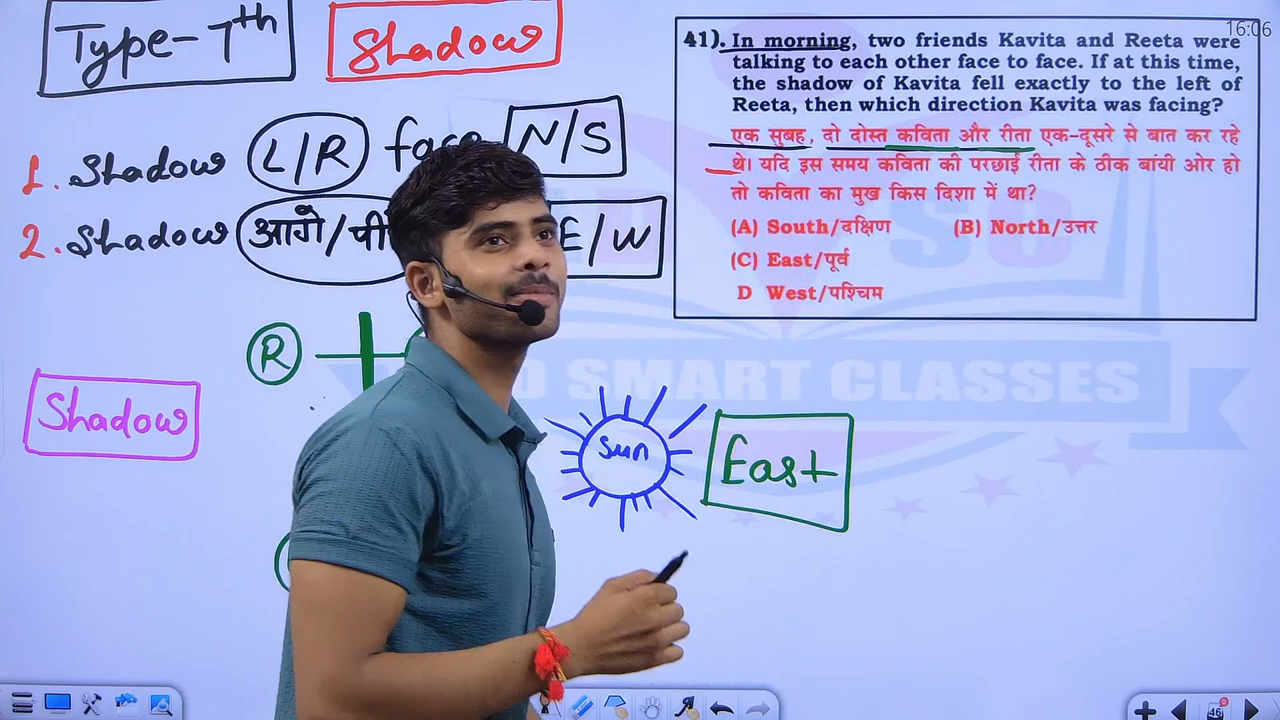 Type-7th
Shadow
1. Shadow L/R face N/S
2. Shadow आगे/ E/W
R
Shadow
Sun
East
16:06
41). In morning, two friends Kavita and Reeta were
talking to each other face to face. If at this time,
the shadow of Kavita fell exactly to the left of
Reeta, then which direction Kavita was facing?
एक सुबह, दो दोस्त कविता और रीता एक-दूसरे से बात कर रहे
थे। यदि इस समय कविता की परछाई रीता के ठीक बांयी ओर हो
तो कविता का मुख किस दिशा में था?
(A) South/दक्षिण (B) North/उत्तर
(C) East/पूर्व
D West/पश्चिम
SMART CLASSES
46